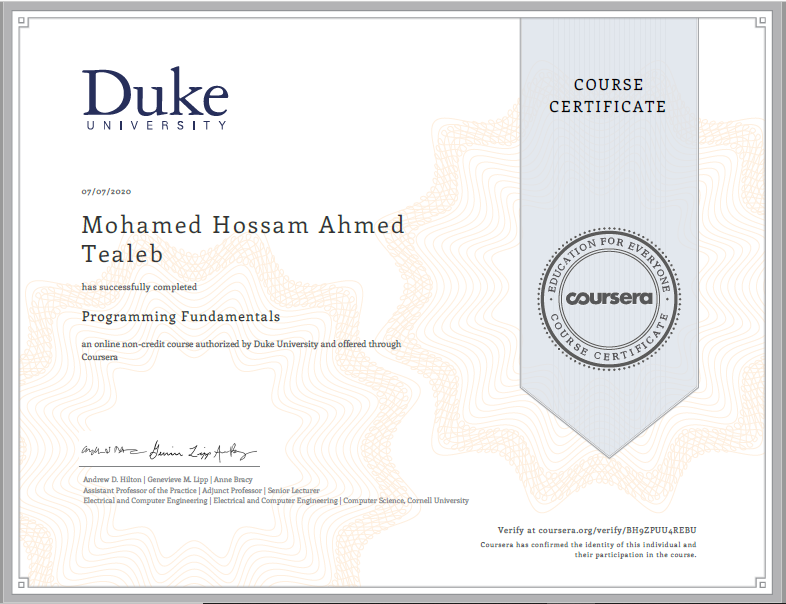 Duke
UNIVERSITY
COURSE
CERTIFICATE
07/07/2020
Mohamed Hossam Ahmed
Tealeb
has successfully completed
Programming Fundamentals
an online non-credit course authorized by Duke University and offered through
Coursera
EDUCATION FOR EVERYONE
coursera
COURSE CERTIFICATE
Andrew D. Hilton | Genevieve M. Lipp | Anne Bracy
Assistant Professor of the Practice | Adjunct Professor | Senior Lecturer
Electrical and Computer Engineering | Electrical and Computer Engineering | Computer Science, Cornell University
Verify at coursera.org/verify/BH9ZPUU4REBU
Coursera has confirmed the identity of this individual and
their participation in the course.